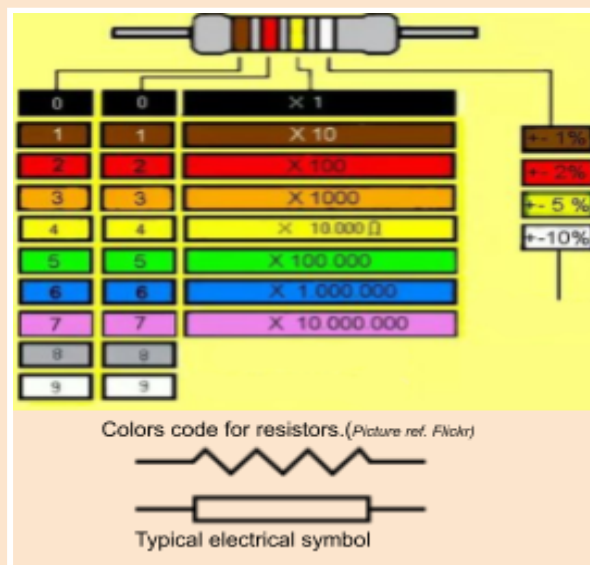 0 0 X 1
1 1 X 10 +- 1%
2 2 X 100 +- 2%
3 3 X 1000 +- 5 %
4 4 X 10.000 Ω +-10%
5 5 X 100.000
6 6 X 1.000.000
7 7 X 10.000.000
8 8
9 9
Colors code for resistors.(Picture ref. Flickr)
Typical electrical symbol